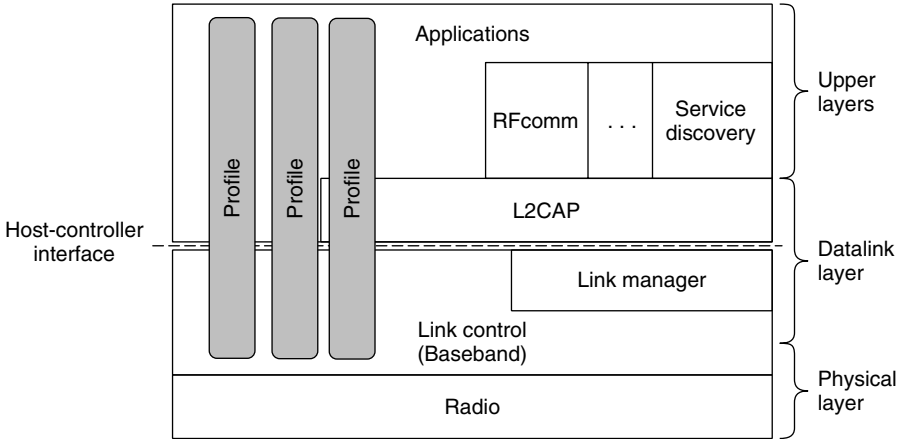 Applications
Upper
layers
RFcomm
. . .
Service
discovery
Profile
Profile
Profile
L2CAP
Host-controller
interface
Datalink
layer
Link manager
Link control
(Baseband)
Physical
layer
Radio